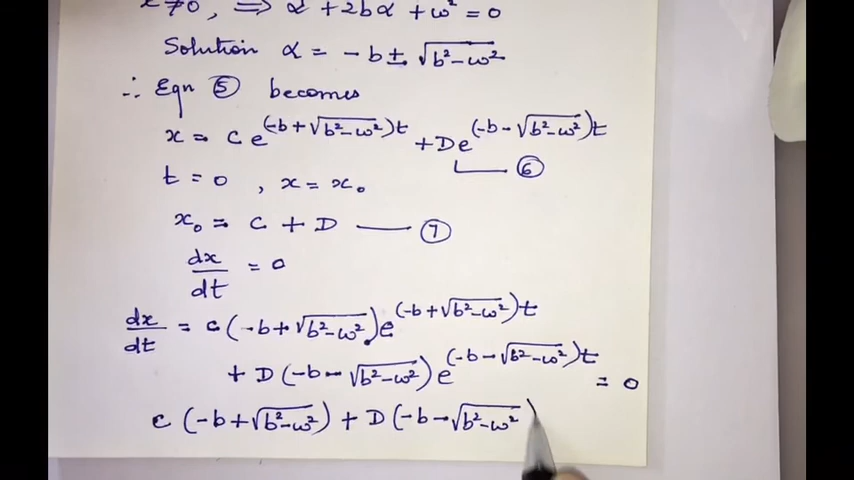 x≠0, ⟹ α² + 2bα + ω² = 0
Solution α = -b ± √(b²-ω²)
∴ Eqn ⑤ becomes
x = C e^(-b+√(b²-ω²))t + D e^(-b-√(b²-ω²))t
⑥
t = 0 , x = x₀
x₀ = C + D —— ⑦
dx/dt = 0
dx/dt = C (-b+√(b²-ω²)) e^(-b+√(b²-ω²))t
+ D (-b-√(b²-ω²)) e^(-b-√(b²-ω²))t = 0
C (-b+√(b²-ω²)) + D (-b-√(b²-ω²))